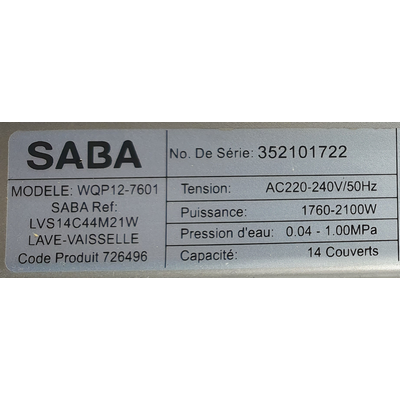 SABA
MODELE: WQP12-7601
SABA Ref:
LVS14C44M21W
LAVE-VAISSELLE
Code Produit 726496
No. De Série: 352101722
Tension: AC220-240V/50Hz
Puissance: 1760-2100W
Pression d'eau: 0.04 - 1.00MPa
Capacité: 14 Couverts